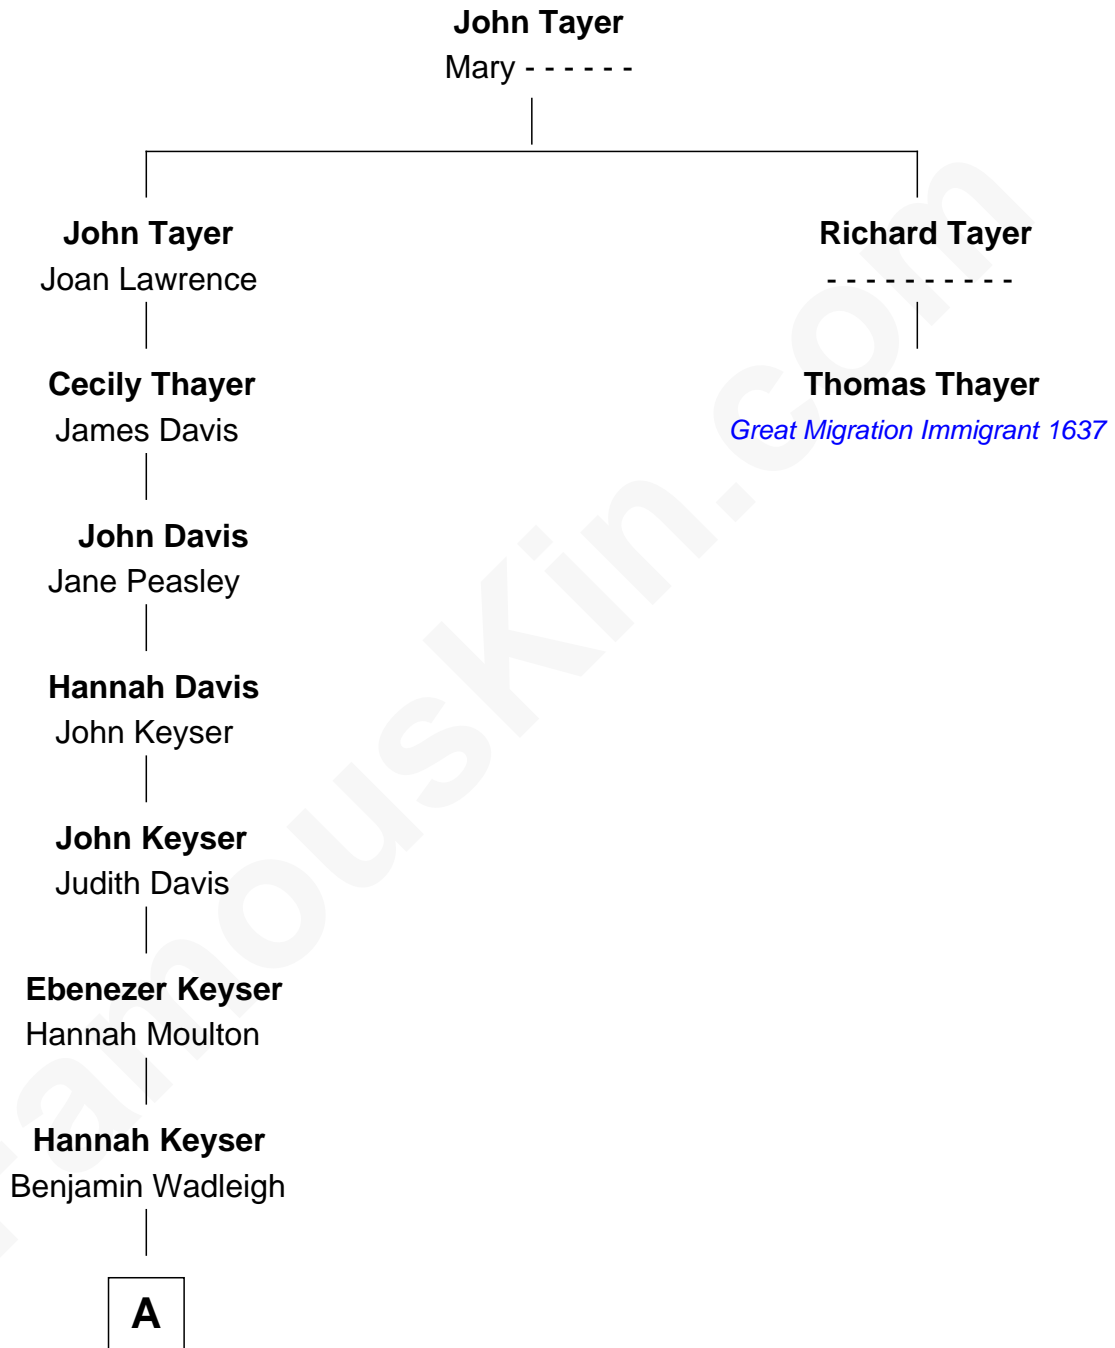 John Tayer
Mary - - - - - -
John Tayer
Joan Lawrence
Richard Tayer
- - - - - - - - - -
Cecily Thayer
James Davis
Thomas Thayer
Great Migration Immigrant 1637
John Davis
Jane Peasley
Hannah Davis
John Keyser
John Keyser
Judith Davis
Ebenezer Keyser
Hannah Moulton
Hannah Keyser
Benjamin Wadleigh
A
FamousKin.com